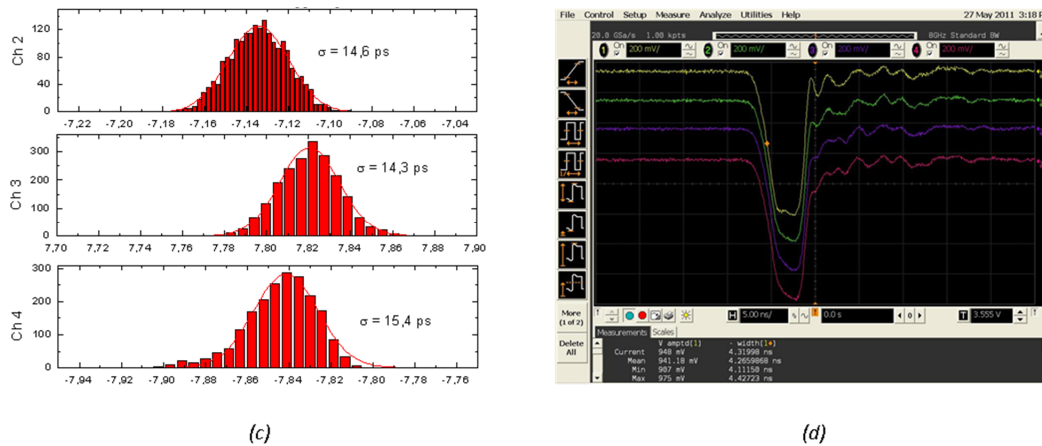 120
80
40
0
Ch 2
σ = 14,6 ps
-7,22 -7,20 -7,18 -7,16 -7,14 -7,12 -7,10 -7,08 -7,06 -7,04
300
200
100
0
Ch 3
σ = 14,3 ps
7,70 7,72 7,74 7,76 7,78 7,80 7,82 7,84 7,86 7,88 7,90
300
200
100
0
Ch 4
σ = 15,4 ps
-7,94 -7,92 -7,90 -7,88 -7,86 -7,84 -7,82 -7,80 -7,78 -7,76
(c)
File Control Setup Measure Analyze Utilities Help 27 May 2011 3:18 P
20.0 GSa/s 1.00 kpts 8GHz Standard BW
1 On 200 mV/ 2 On 200 mV/ 3 On 200 mV/ 4 On 200 mV/
More
(1 of 2)
Delete
All
H 5.00 ns/ T 0.0 s T 3.555 V
Measurements Scales
V amptd(1) - width(1)
Current 948 mV 4.31998 ns
Mean 941.18 mV 4.2659868 ns
Min 907 mV 4.11150 ns
Max 975 mV 4.42723 ns
(d)